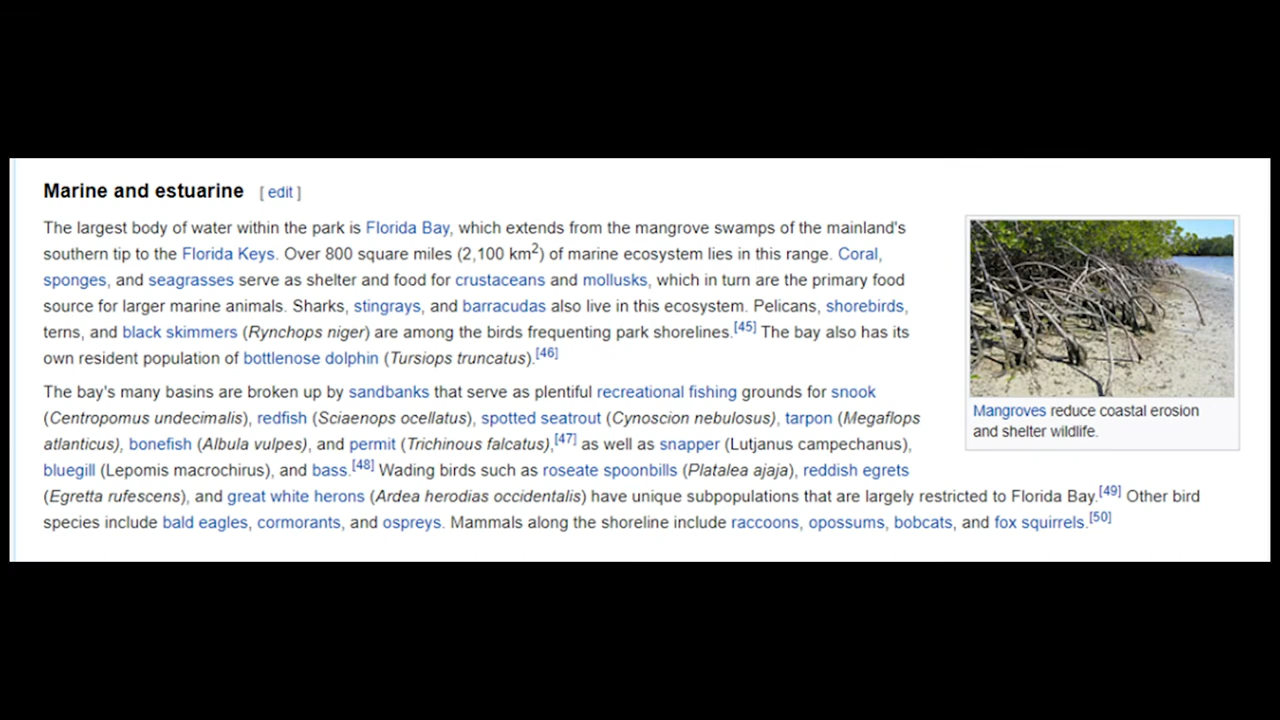 Marine and estuarine [ edit ]
The largest body of water within the park is Florida Bay, which extends from the mangrove swamps of the mainland's
southern tip to the Florida Keys. Over 800 square miles (2,100 km2) of marine ecosystem lies in this range. Coral,
sponges, and seagrasses serve as shelter and food for crustaceans and mollusks, which in turn are the primary food
source for larger marine animals. Sharks, stingrays, and barracudas also live in this ecosystem. Pelicans, shorebirds,
terns, and black skimmers (Rynchops niger) are among the birds frequenting park shorelines.[45] The bay also has its
own resident population of bottlenose dolphin (Tursiops truncatus).[46]
The bay's many basins are broken up by sandbanks that serve as plentiful recreational fishing grounds for snook
(Centropomus undecimalis), redfish (Sciaenops ocellatus), spotted seatrout (Cynoscion nebulosus), tarpon (Megaflops
atlanticus), bonefish (Albula vulpes), and permit (Trichinous falcatus),[47] as well as snapper (Lutjanus campechanus),
bluegill (Lepomis macrochirus), and bass.[48] Wading birds such as roseate spoonbills (Platalea ajaja), reddish egrets
(Egretta rufescens), and great white herons (Ardea herodias occidentalis) have unique subpopulations that are largely restricted to Florida Bay.[49] Other bird
species include bald eagles, cormorants, and ospreys. Mammals along the shoreline include raccoons, opossums, bobcats, and fox squirrels.[50]
Mangroves reduce coastal erosion
and shelter wildlife.